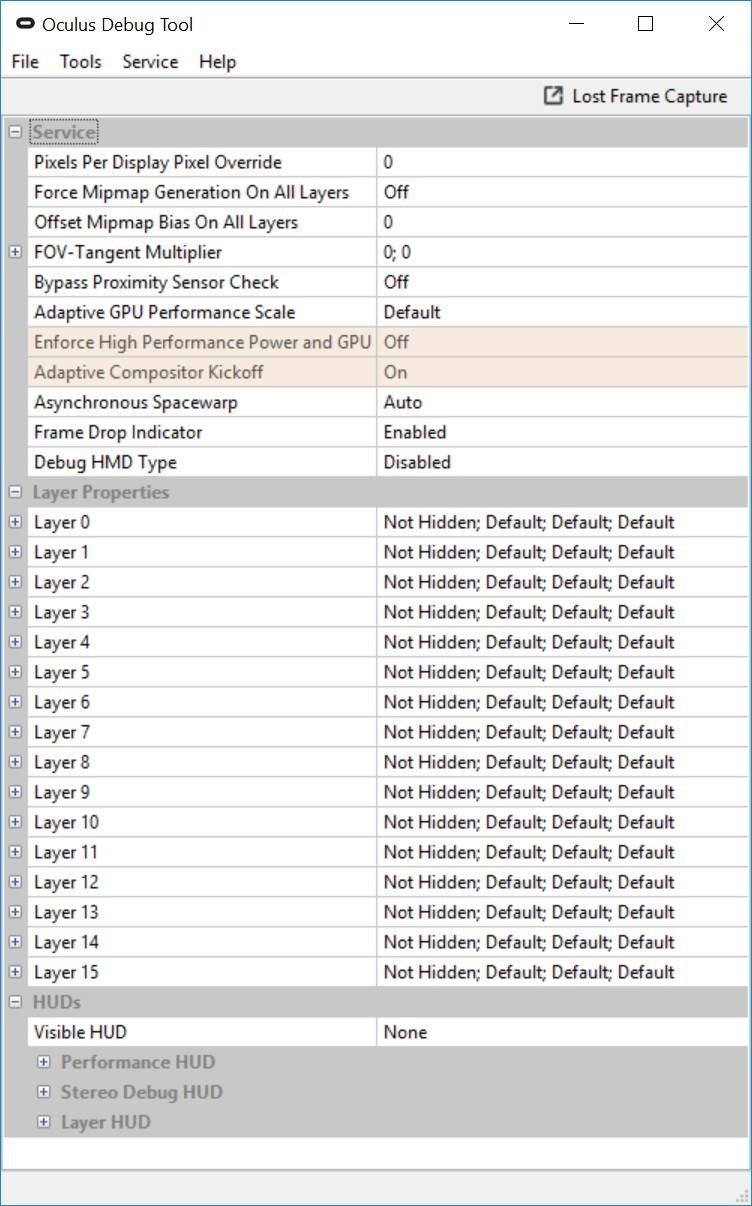 Oculus Debug Tool
File Tools Service Help
Lost Frame Capture
Service
Pixels Per Display Pixel Override 0
Force Mipmap Generation On All Layers Off
Offset Mipmap Bias On All Layers 0
FOV-Tangent Multiplier 0; 0
Bypass Proximity Sensor Check Off
Adaptive GPU Performance Scale Default
Enforce High Performance Power and GPU Off
Adaptive Compositor Kickoff On
Asynchronous Spacewarp Auto
Frame Drop Indicator Enabled
Debug HMD Type Disabled
Layer Properties
Layer 0 Not Hidden; Default; Default; Default
Layer 1 Not Hidden; Default; Default; Default
Layer 2 Not Hidden; Default; Default; Default
Layer 3 Not Hidden; Default; Default; Default
Layer 4 Not Hidden; Default; Default; Default
Layer 5 Not Hidden; Default; Default; Default
Layer 6 Not Hidden; Default; Default; Default
Layer 7 Not Hidden; Default; Default; Default
Layer 8 Not Hidden; Default; Default; Default
Layer 9 Not Hidden; Default; Default; Default
Layer 10 Not Hidden; Default; Default; Default
Layer 11 Not Hidden; Default; Default; Default
Layer 12 Not Hidden; Default; Default; Default
Layer 13 Not Hidden; Default; Default; Default
Layer 14 Not Hidden; Default; Default; Default
Layer 15 Not Hidden; Default; Default; Default
HUDs
Visible HUD None
Performance HUD
Stereo Debug HUD
Layer HUD